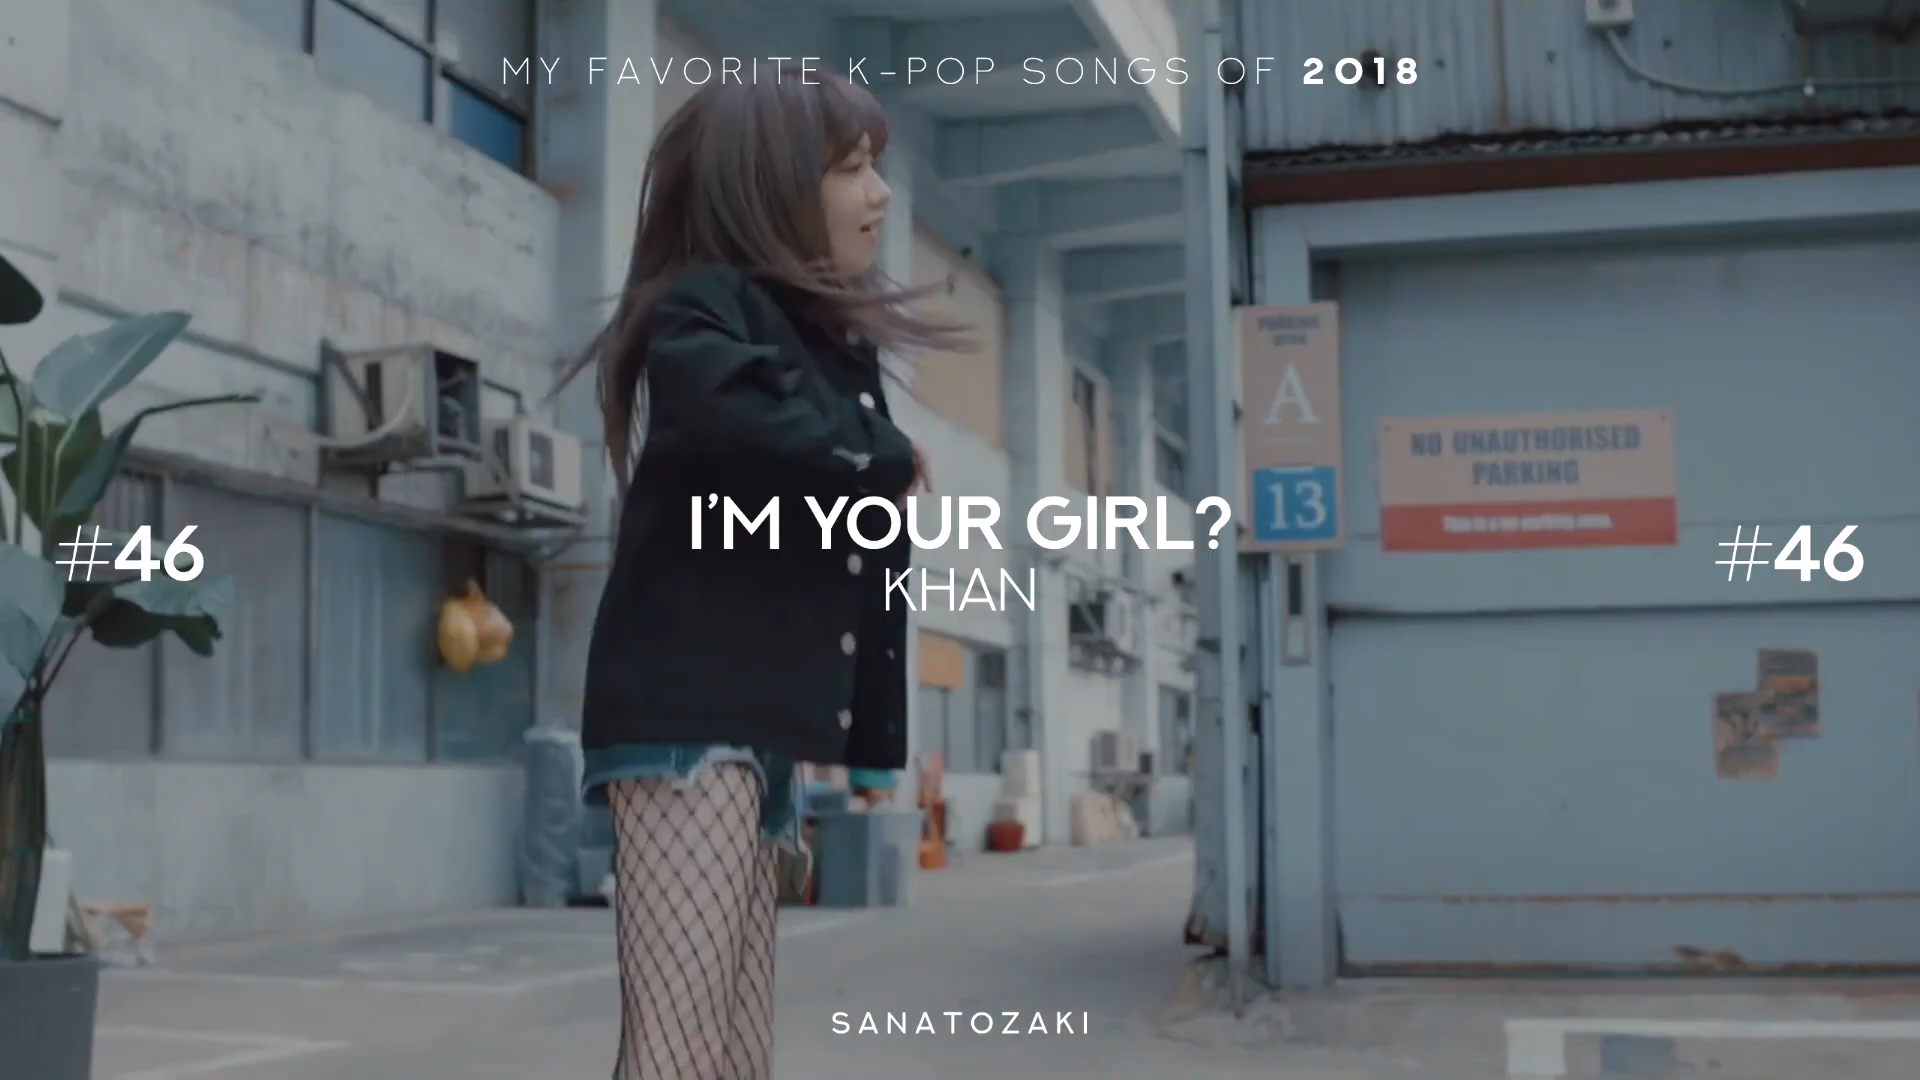 MY FAVORITE K-POP SONGS OF 2018
A
NO UNAUTHORISED
PARKING
13
I'M YOUR GIRL?
#46
#46
KHAN
SANATOZAKI